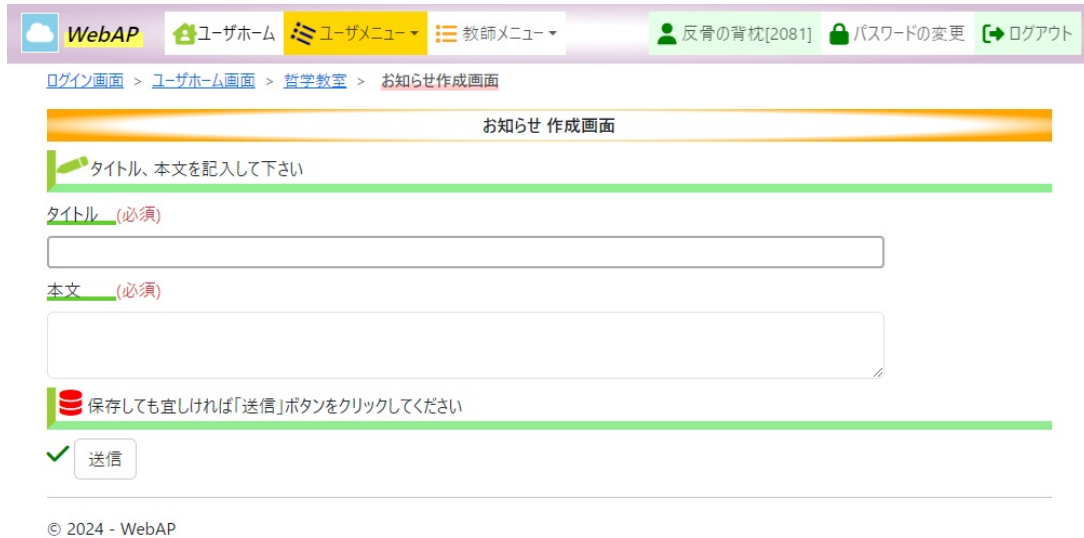 WebAP ユーザホーム ユーザメニュー 教師メニュー 反骨の背枕[2081] パスワードの変更 ログアウト
ログイン画面 > ユーザホーム画面 > 哲学教室 > お知らせ作成画面
お知らせ 作成画面
タイトル、本文を記入して下さい
タイトル (必須)
本文 (必須)
保存しても宜しければ「送信」ボタンをクリックしてください
送信
© 2024 - WebAP